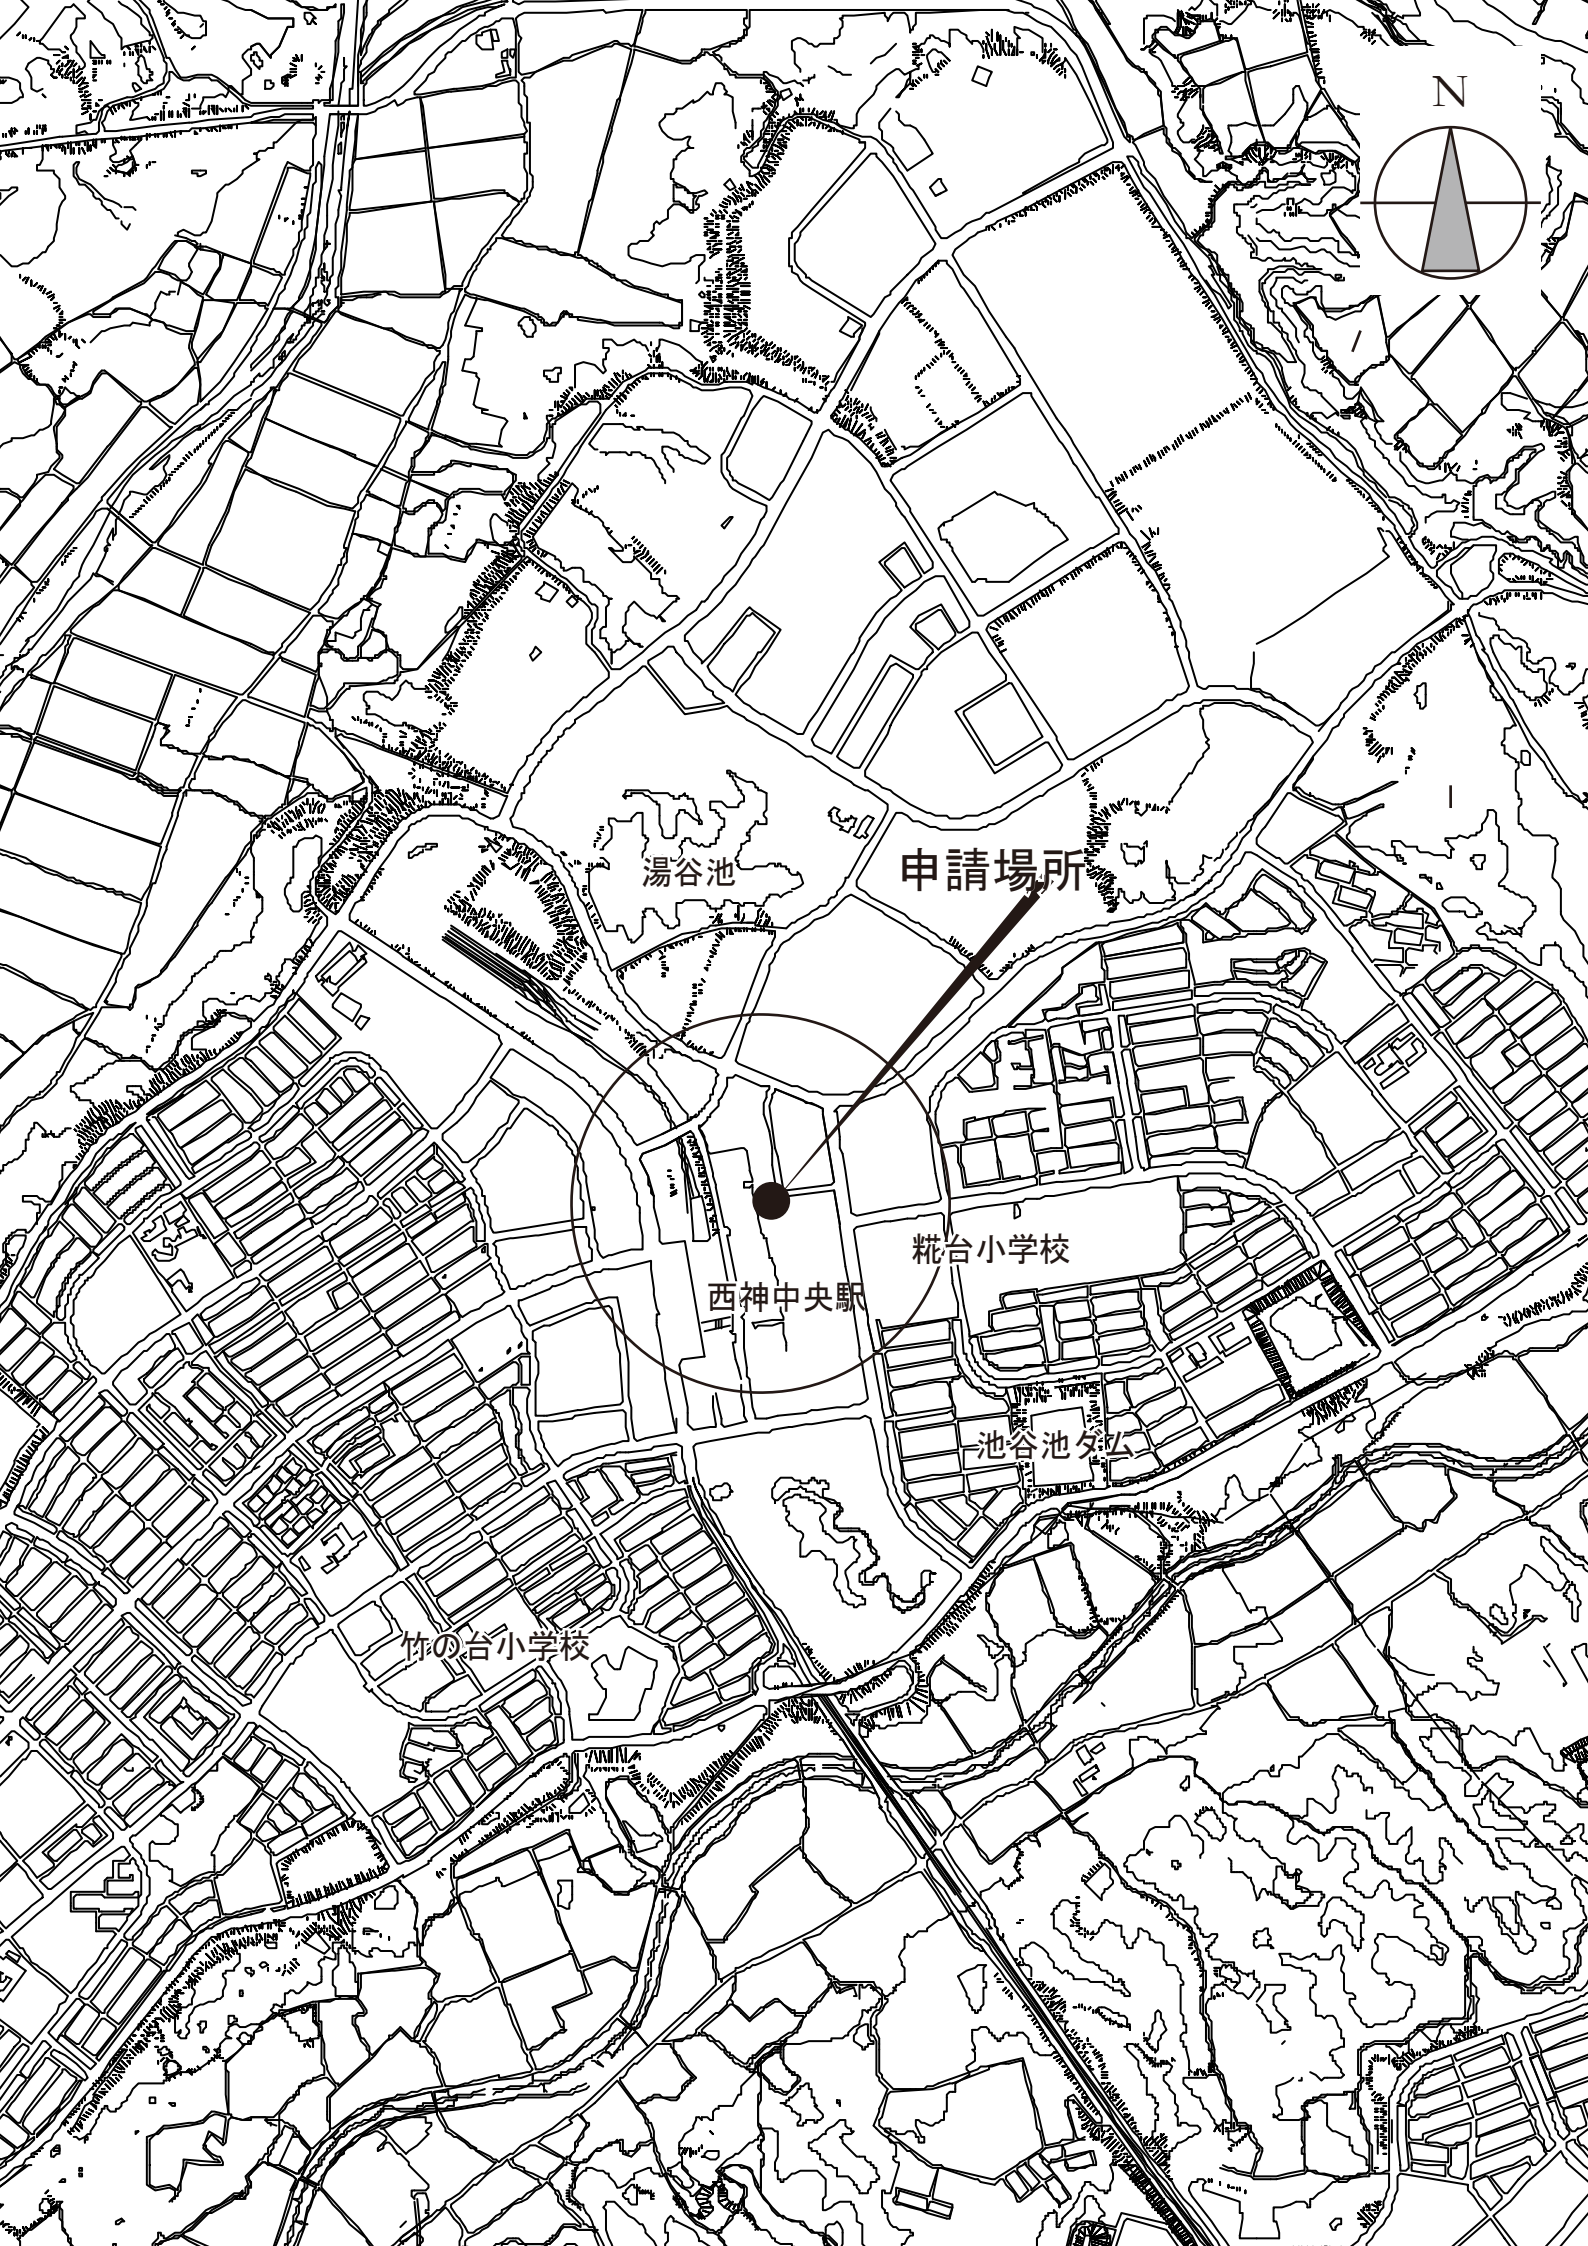 N
湯谷池
申請場所
糀台小学校
西神中央駅
池谷池ダム
竹の台小学校